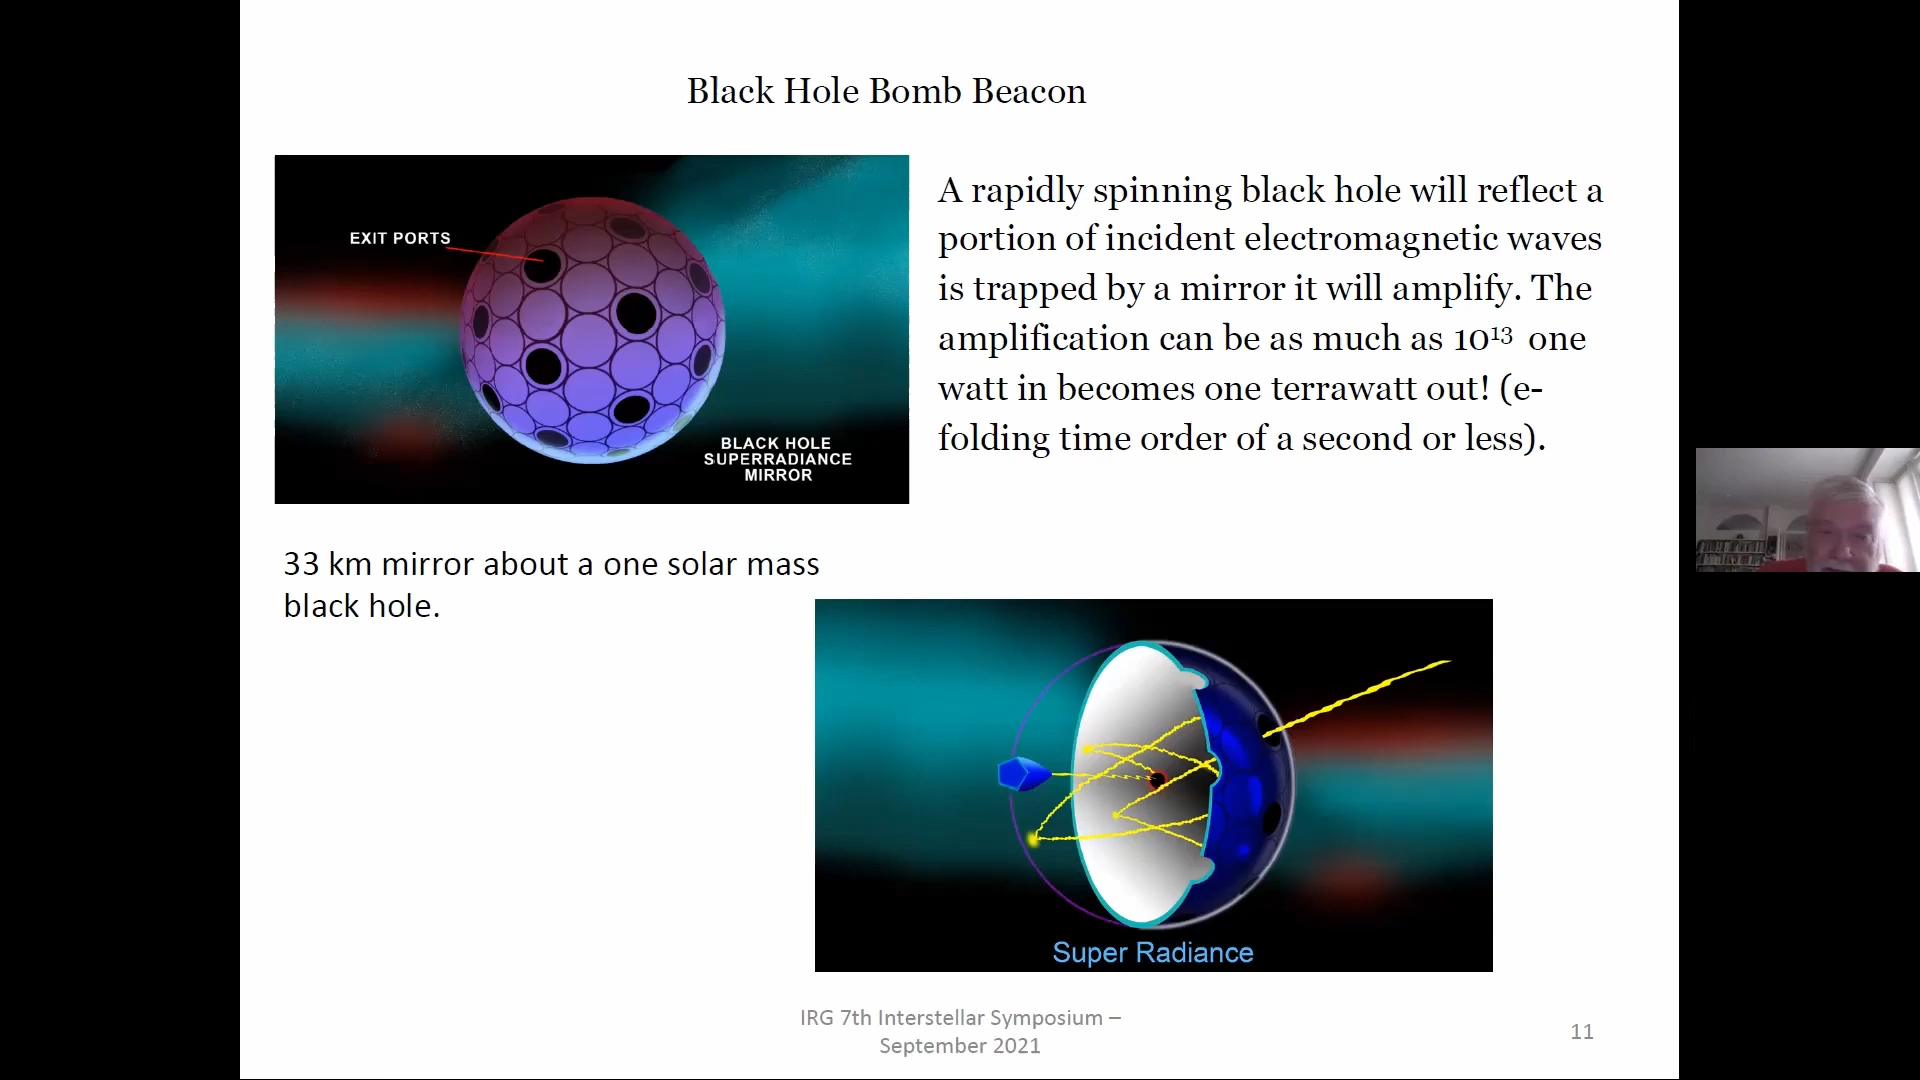 Black Hole Bomb Beacon
EXIT PORTS
BLACK HOLE
SUPERRADIANCE
MIRROR
A rapidly spinning black hole will reflect a
portion of incident electromagnetic waves
is trapped by a mirror it will amplify. The
amplification can be as much as 10¹³ one
watt in becomes one terrawatt out! (e-
folding time order of a second or less).
33 km mirror about a one solar mass
black hole.
Super Radiance
IRG 7th Interstellar Symposium –
September 2021
11